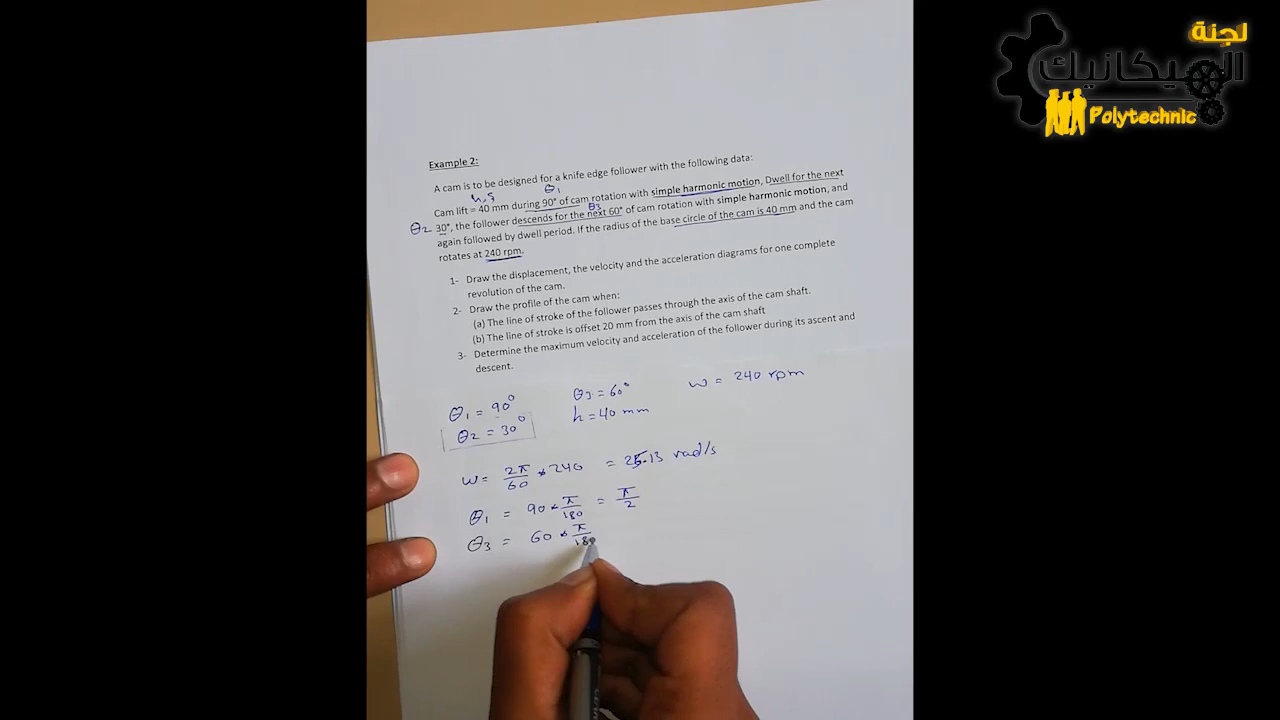 لجنة
الميكانيك
Polytechnic
Example 2:
A cam is to be designed for a knife edge follower with the following data:
h, S θ1
Cam lift = 40 mm during 90° of cam rotation with simple harmonic motion, Dwell for the next
θ3
θ2 30°, the follower descends for the next 60° of cam rotation with simple harmonic motion, and
again followed by dwell period. If the radius of the base circle of the cam is 40 mm and the cam
rotates at 240 rpm.
1- Draw the displacement, the velocity and the acceleration diagrams for one complete
revolution of the cam.
2- Draw the profile of the cam when:
(a) The line of stroke of the follower passes through the axis of the cam shaft.
(b) The line of stroke is offset 20 mm from the axis of the cam shaft
3- Determine the maximum velocity and acceleration of the follower during its ascent and
descent.
θ1 = 90° θ3 = 60° w = 240 rpm
θ2 = 30° h = 40 mm
w = 2π/60 * 240 = 25.13 rad/s
θ1 = 90 * π/180 = π/2
θ3 = 60 * π/180